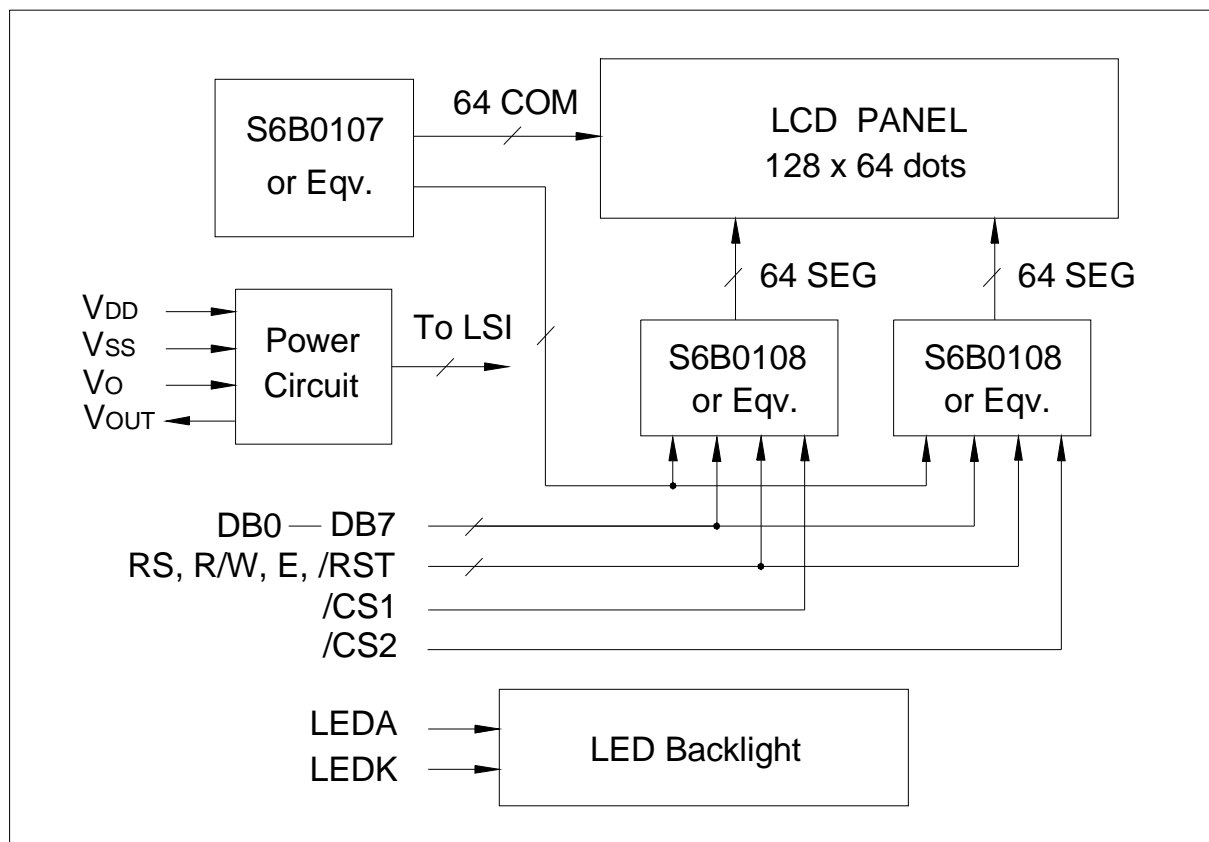 S6B0107
or Eqv.
64 COM
LCD PANEL
128 x 64 dots
64 SEG
64 SEG
VDD
VSS
VO
VOUT
Power
Circuit
To LSI
S6B0108
or Eqv.
S6B0108
or Eqv.
DB0 — DB7
RS, R/W, E, /RST
/CS1
/CS2
LEDA
LEDK
LED Backlight